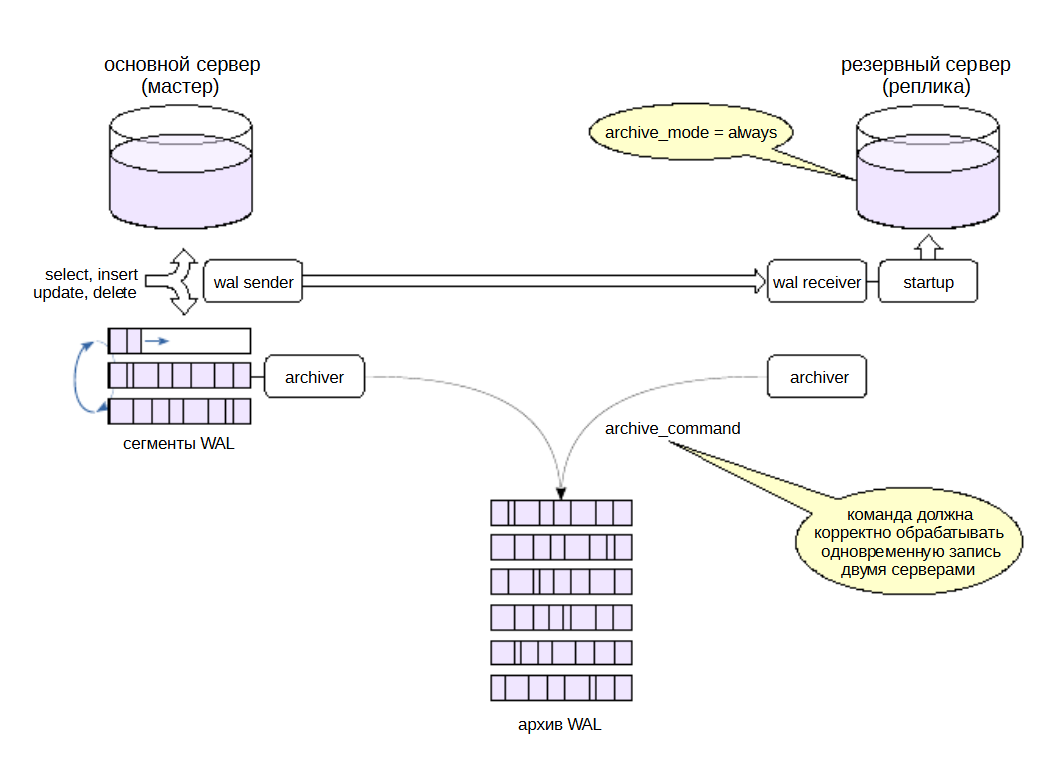 основной сервер
(мастер)
резервный сервер
(реплика)
archive_mode = always
select, insert
update, delete
wal sender
wal receiver
startup
archiver
archiver
сегменты WAL
archive_command
команда должна
корректно обрабатывать
одновременную запись
двумя серверами
архив WAL